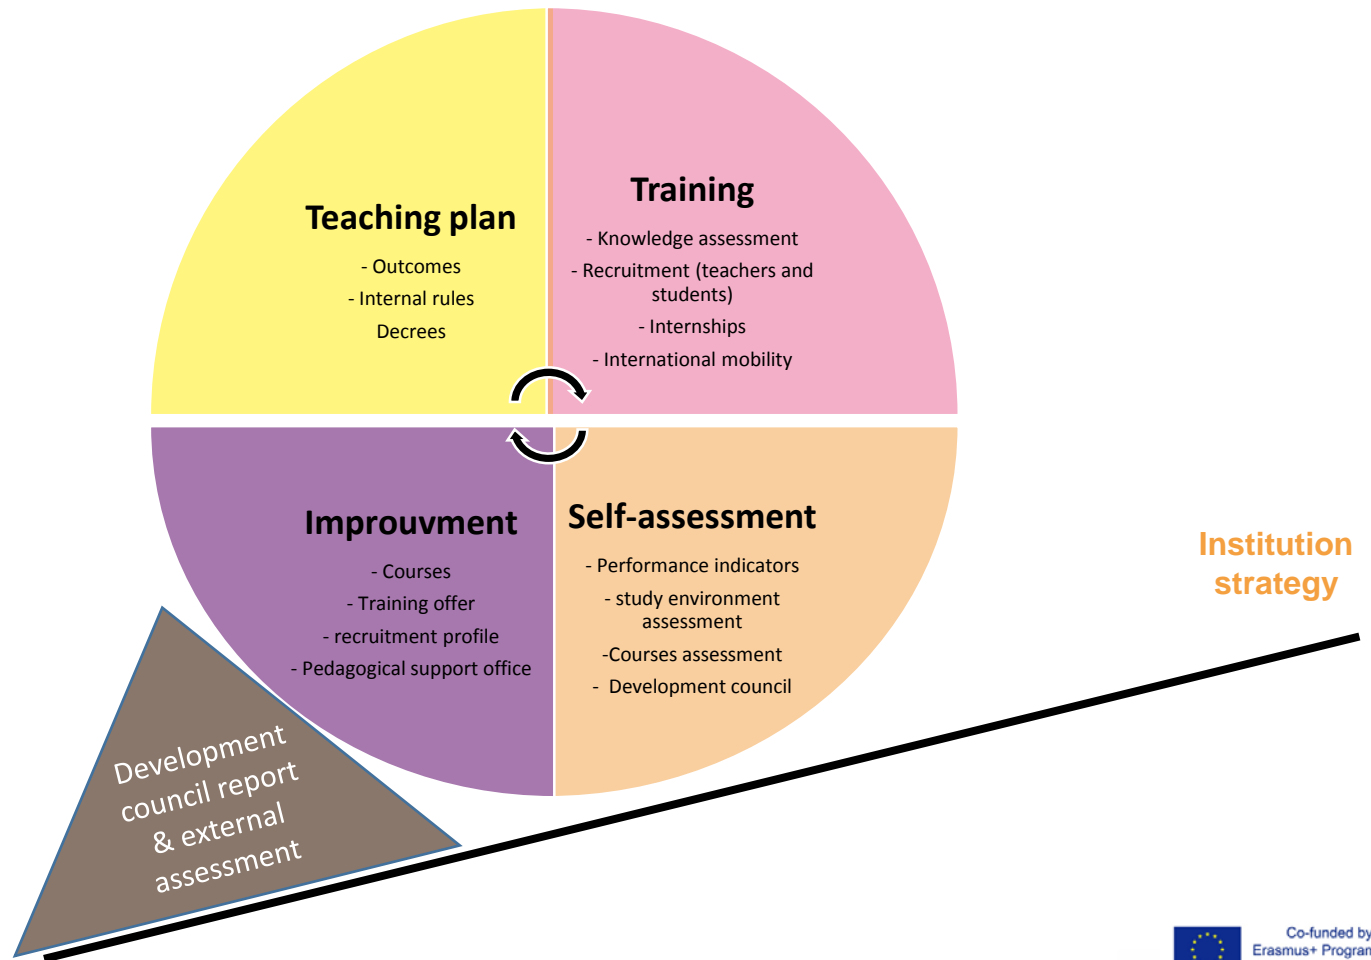 Teaching plan
- Outcomes
- Internal rules
Decrees
Training
- Knowledge assessment
- Recruitment (teachers and
students)
- Internships
- International mobility
Improuvment
- Courses
- Training offer
- recruitment profile
- Pedagogical support office
Self-assessment
- Performance indicators
- study environment
assessment
-Courses assessment
- Development council
Institution
strategy
Development
council report
& external
assessment
Co-funded by
Erasmus+ Program